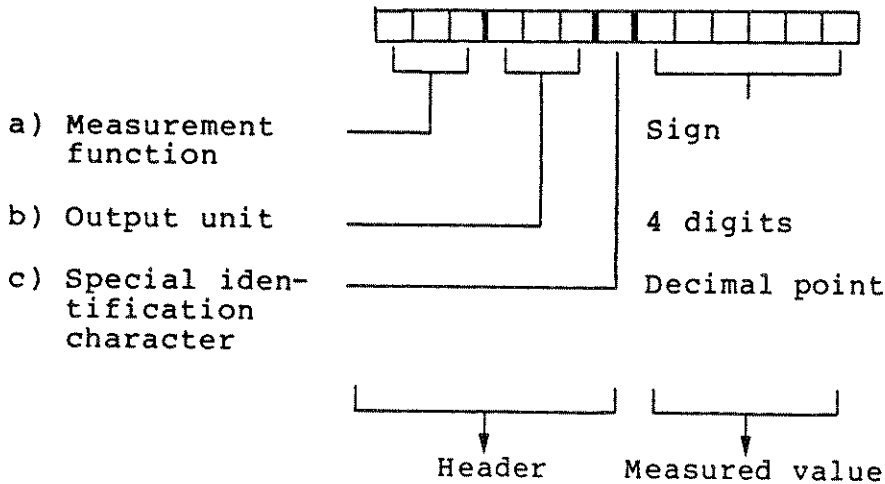 a) Measurement
function
Sign
b) Output unit
4 digits
c) Special iden-
tification
character
Decimal point
Header
Measured value